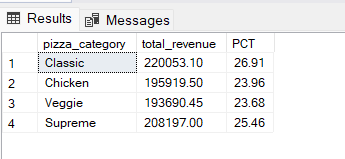 Results Messages
pizza_category total_revenue PCT
1 Classic 220053.10 26.91
2 Chicken 195919.50 23.96
3 Veggie 193690.45 23.68
4 Supreme 208197.00 25.46